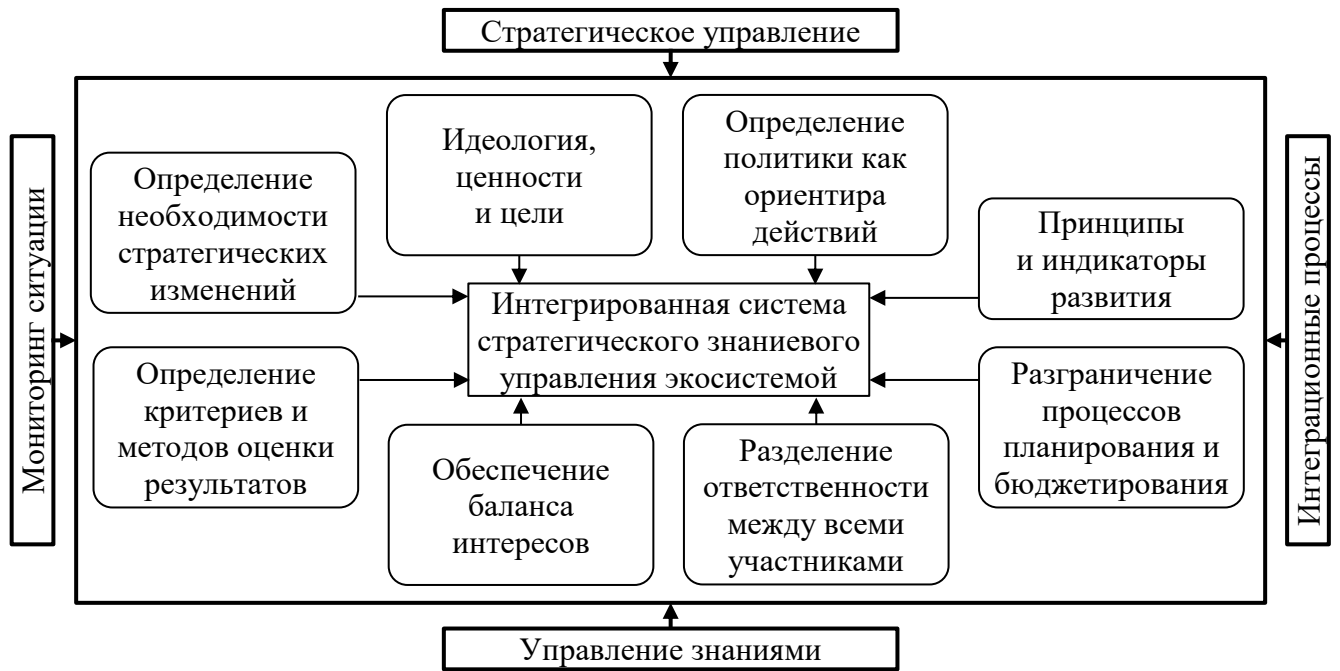 Стратегическое управление
Мониторинг ситуации
Идеология,
ценности
и цели
Определение
политики как
ориентира
действий
Определение
необходимости
стратегических
изменений
Принципы
и индикаторы
развития
Интегрированная система
стратегического знаниевого
управления экосистемой
Определение
критериев и
методов оценки
результатов
Обеспечение
баланса
интересов
Разделение
ответственности
между всеми
участниками
Разграничение
процессов
планирования и
бюджетирования
Интеграционные процессы
Управление знаниями